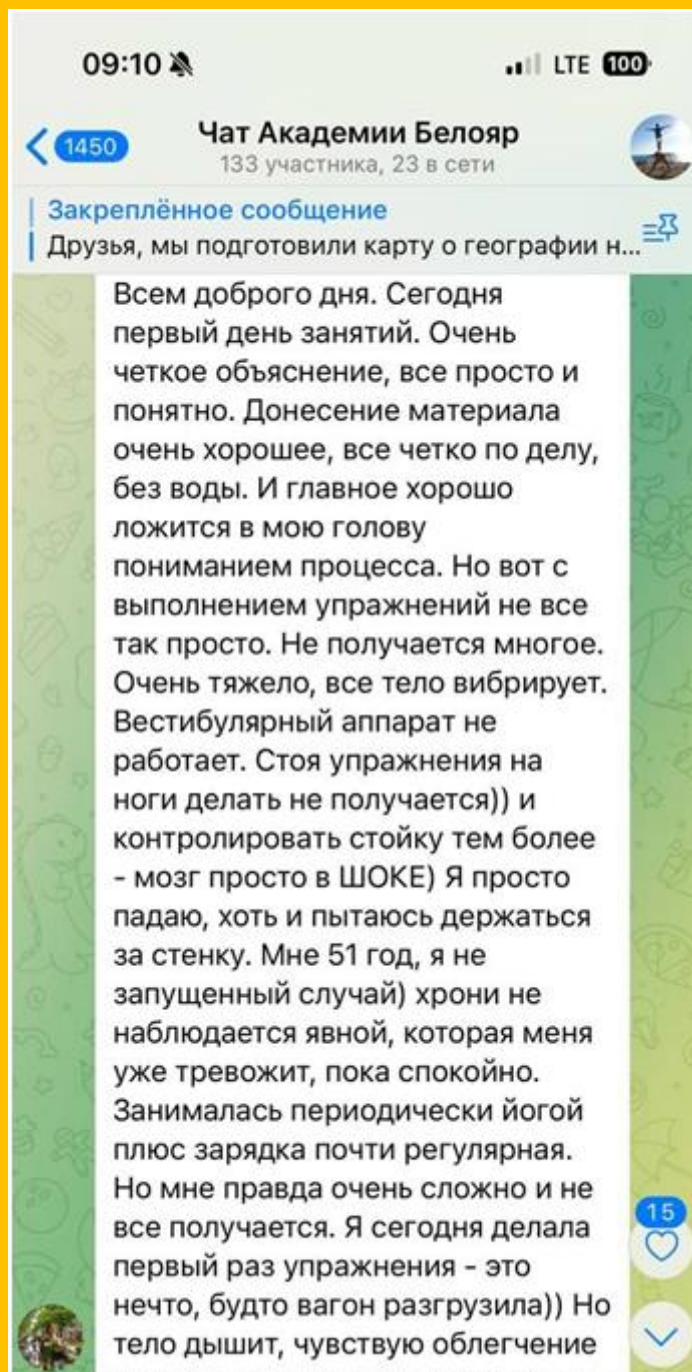 09:10
LTE 100
1450
Чат Академии Белояр
133 участника, 23 в сети
Закреплённое сообщение
Друзья, мы подготовили карту о географии н...
Всем доброго дня. Сегодня
первый день занятий. Очень
четкое объяснение, все просто и
понятно. Донесение материала
очень хорошее, все четко по делу,
без воды. И главное хорошо
ложится в мою голову
пониманием процесса. Но вот с
выполнением упражнений не все
так просто. Не получается многое.
Очень тяжело, все тело вибрирует.
Вестибулярный аппарат не
работает. Стоя упражнения на
ноги делать не получается)) и
контролировать стойку тем более
- мозг просто в ШОКЕ) Я просто
падаю, хоть и пытаюсь держаться
за стенку. Мне 51 год, я не
запущенный случай) хрони не
наблюдается явной, которая меня
уже тревожит, пока спокойно.
Занималась периодически йогой
плюс зарядка почти регулярная.
Но мне правда очень сложно и не
все получается. Я сегодня делала
первый раз упражнения - это
нечто, будто вагон разгрузила)) Но
тело дышит, чувствую облегчение
15